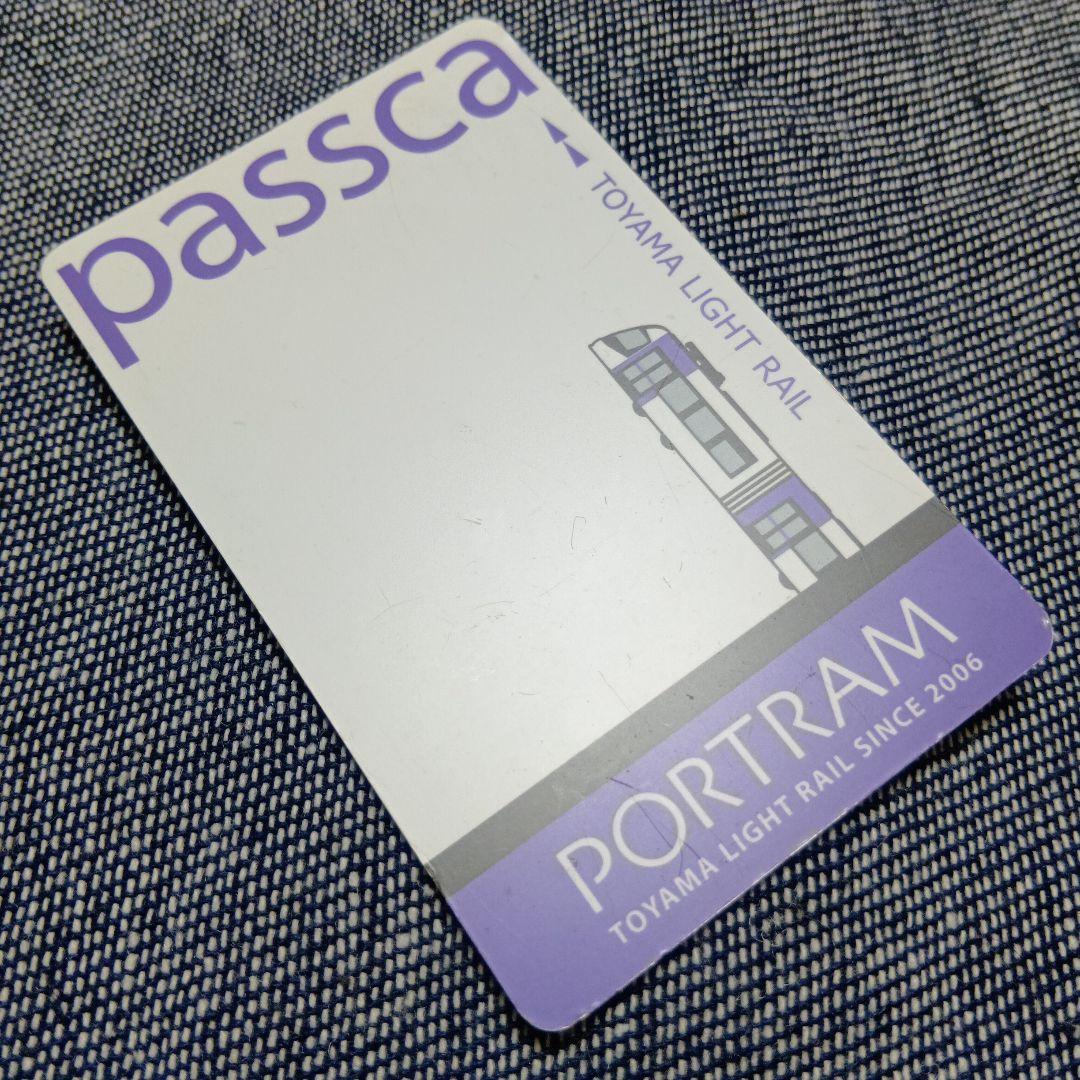 passca
TOYAMA LIGHT RAIL
PORTRAM
TOYAMA LIGHT RAIL SINCE 2006